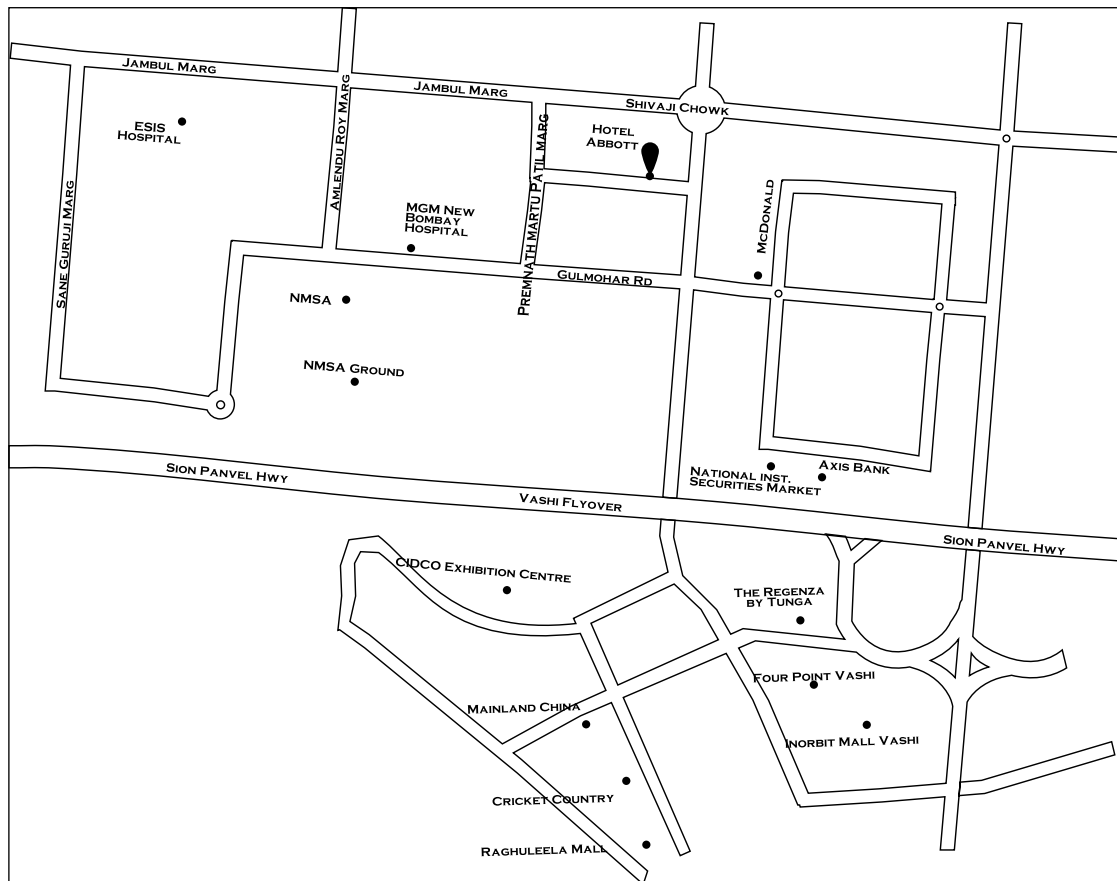 Jambul Marg
Jambul Marg
Shivaji Chowk
ESIS
Hospital
Amlendu Roy Marg
Premnath Martu Patil Marg
Hotel
Abbott
McDonald
Sane Guruji Marg
MGM New
Bombay
Hospital
Gulmohar Rd
NMSA
NMSA Ground
Sion Panvel Hwy
Vashi Flyover
National inst.
Securities Market
Axis Bank
Sion Panvel Hwy
CIDCO Exhibition Centre
The Regenza
by Tunga
Four Point Vashi
Mainland China
Inorbit Mall Vashi
Cricket Country
Raghuleela Mall